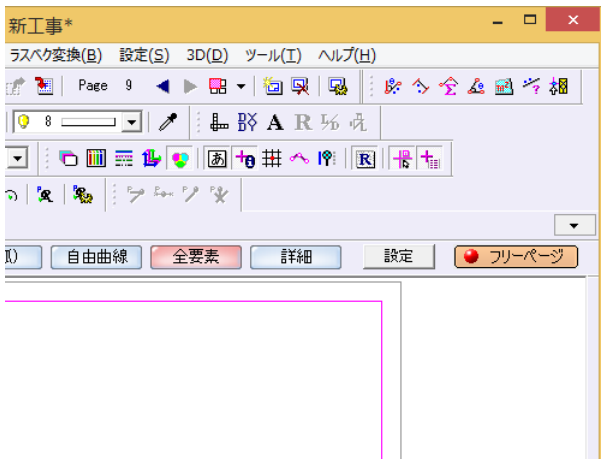 新工事*
ラスベク変換(B) 設定(S) 3D(D) ツール(T) ヘルプ(H)
Page 9
8
A R
あ
R
自由曲線 全要素 詳細 設定 フリーページ